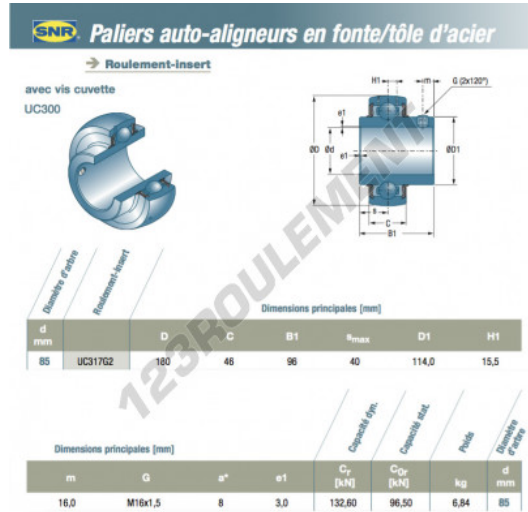 SNR Paliers auto-aligneurs en fonte/tôle d'acier
→ Roulement-insert
avec vis cuvette
UC300
H1 m G (2x120°)
e1
ØD Ød ØD1
e1
s
C
B1
123ROULEMENT
Diamètre d'arbre Roulement-insert
Dimensions principales [mm]
d mm D C B1 smax D1 H1
85 UC317G2 180 46 96 40 114,0 15,5
Capacité dyn. Capacité stat. Poids Diamètre d'arbre
Dimensions principales [mm]
m G a* e1 Cr [kN] C0r [kN] kg d mm
16,0 M16x1,5 8 3,0 132,60 96,50 6,84 85